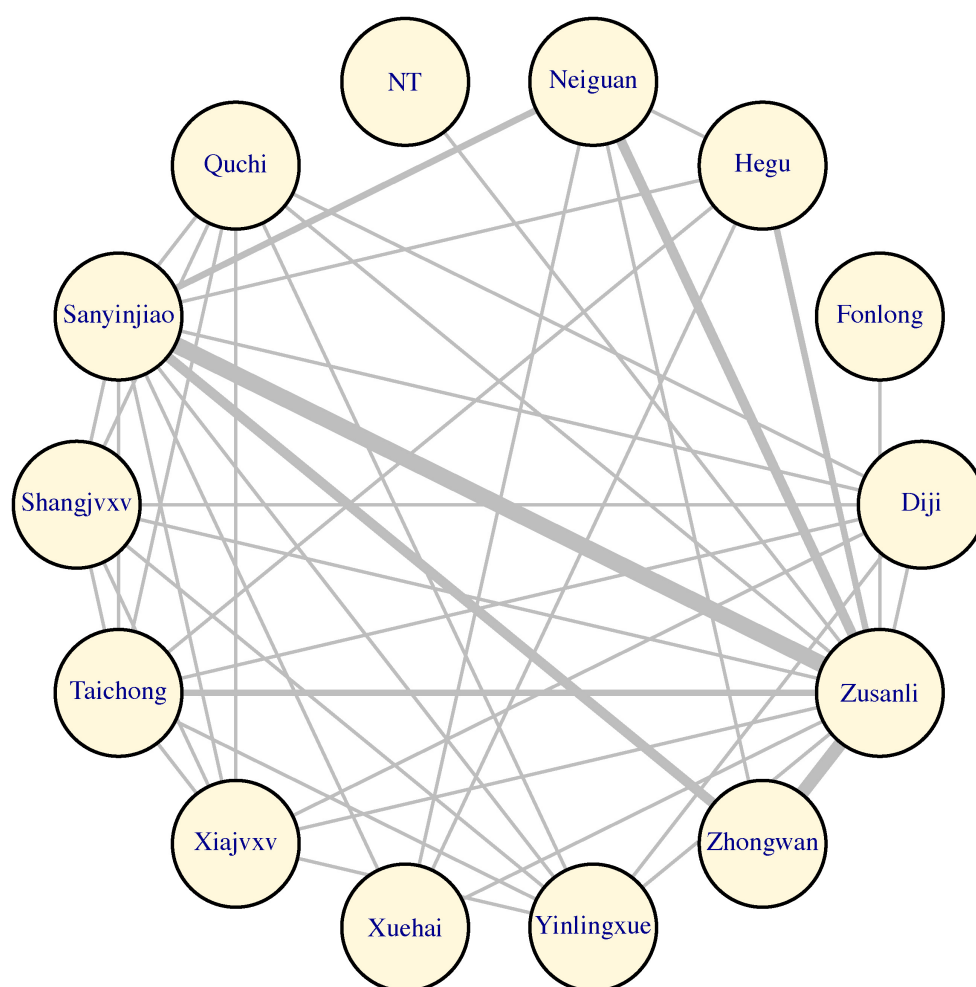 NT
Neiguan
Quchi
Hegu
Sanyinjiao
Fonlong
Shangjvxv
Diji
Taichong
Zusanli
Xiajvxv
Zhongwan
Xuehai
Yinlingxue